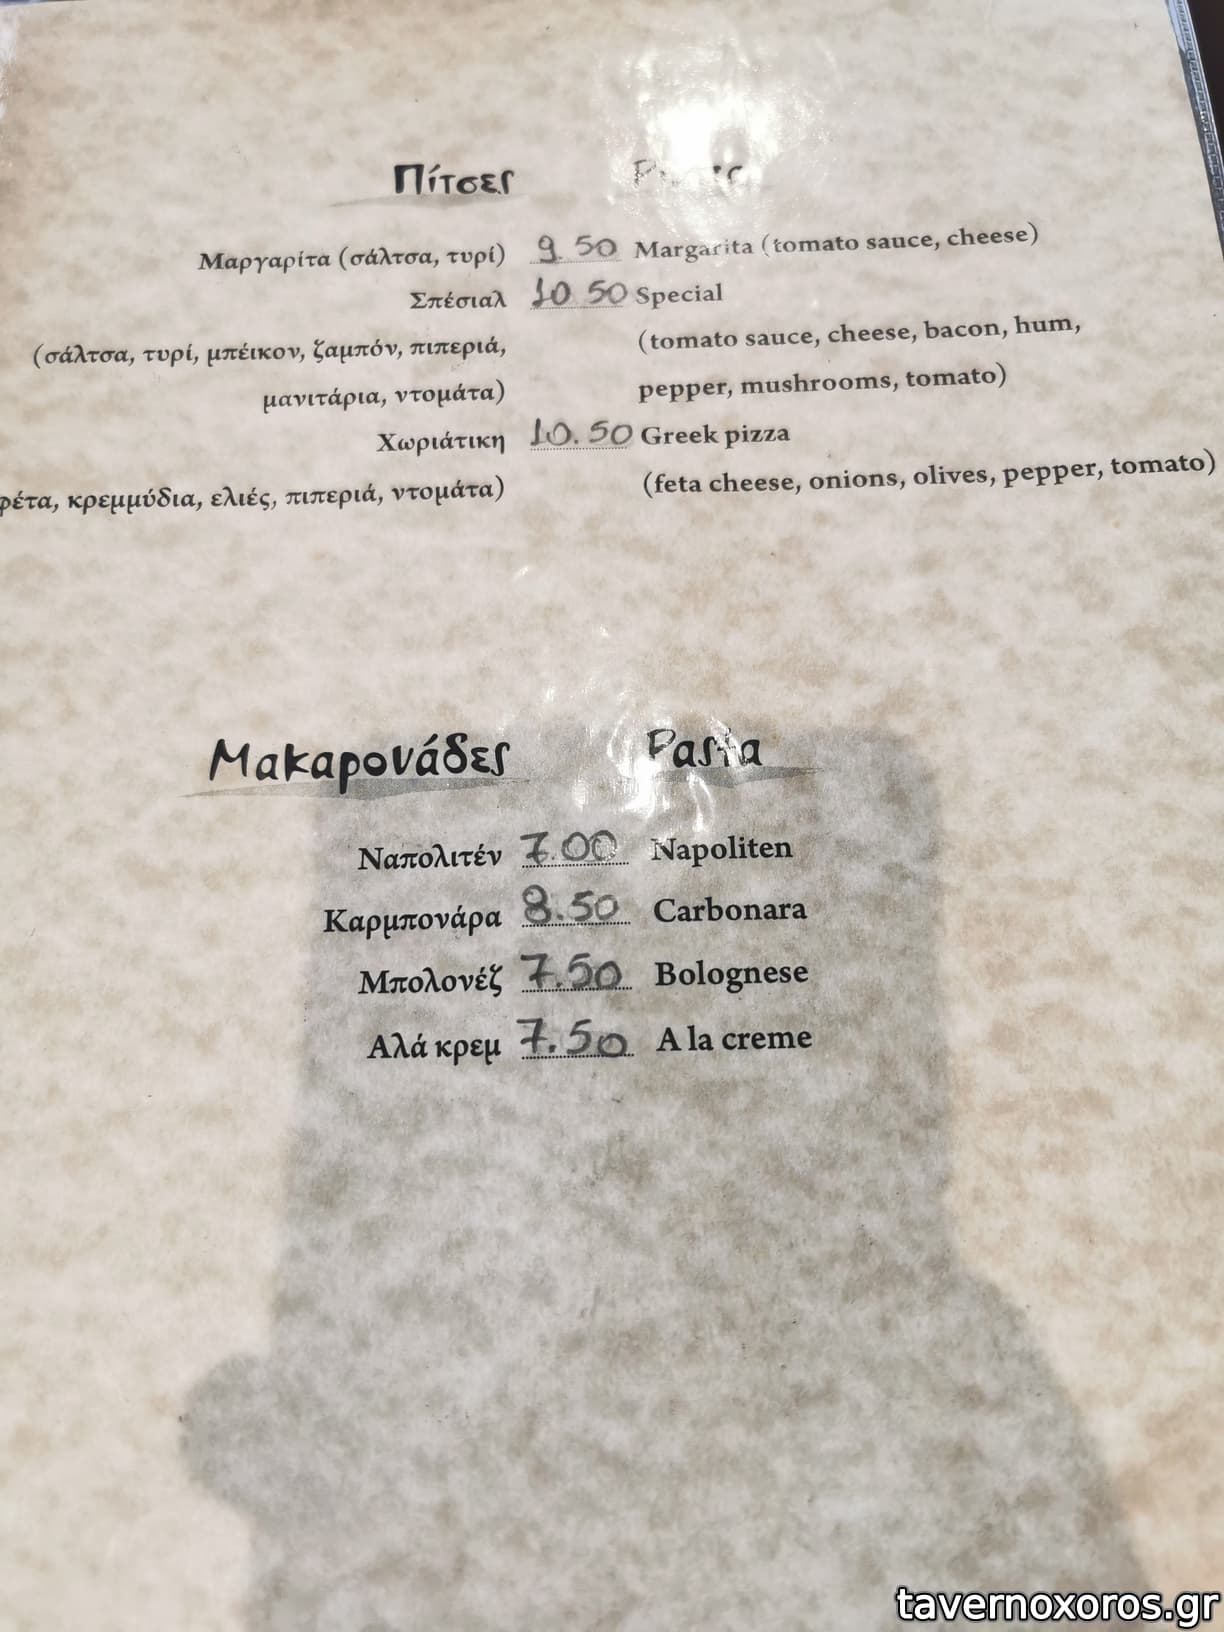 Πίτσες
Μαργαρίτα (σάλτσα, τυρί) 9.50 Margarita (tomato sauce, cheese)
Σπέσιαλ 10.50 Special
(σάλτσα, τυρί, μπέικον, ζαμπόν, πιπεριά, (tomato sauce, cheese, bacon, hum,
μανιτάρια, ντομάτα) pepper, mushrooms, tomato)
Χωριάτικη 10.50 Greek pizza
φέτα, κρεμμύδια, ελιές, πιπεριά, ντομάτα) (feta cheese, onions, olives, pepper, tomato)
Μακαρονάδες Pasta
Ναπολιτέν 7.00 Napoliten
Καρμπονάρα 8.50 Carbonara
Μπολονέζ 7.50 Bolognese
Αλά κρεμ 7.50 A la creme
tavernoxoros.gr